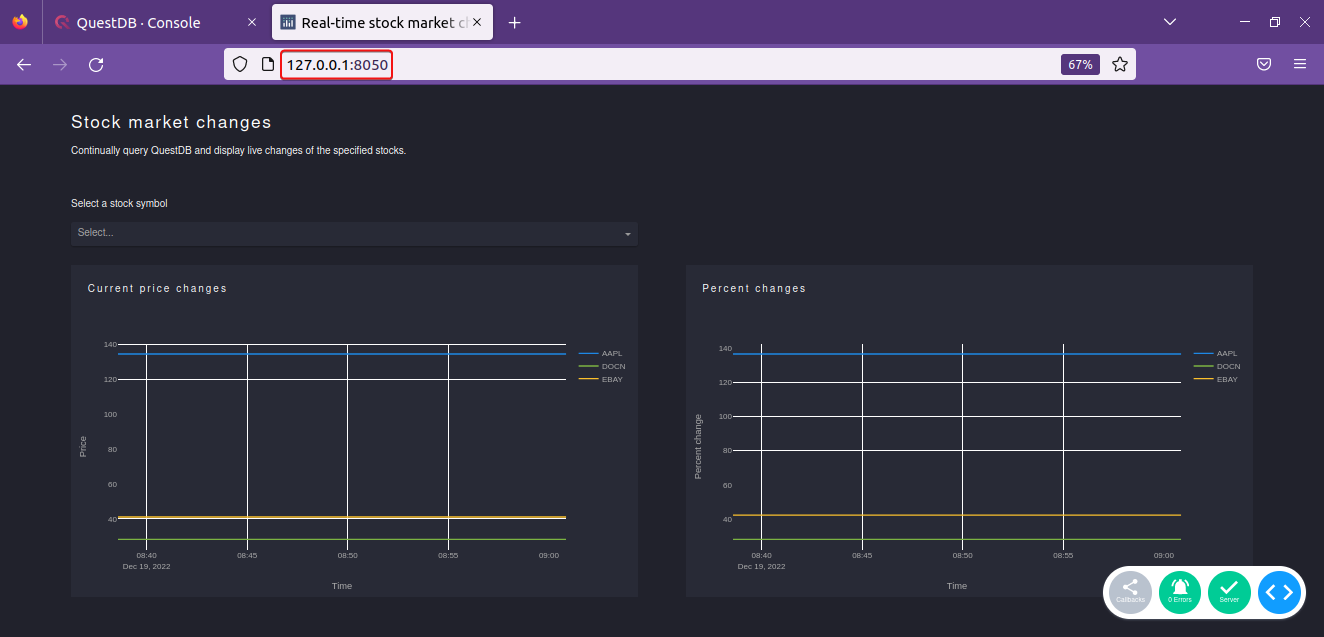 QuestDB · Console
Real-time stock market c
127.0.0.1:8050
67%
Stock market changes
Continually query QuestDB and display live changes of the specified stocks.
Select a stock symbol
Select...
Current price changes
140
120
100
80
60
40
Price
08:40
08:45
08:50
08:55
09:00
Dec 19, 2022
Time
AAPL
DOCN
EBAY
Percent changes
140
120
100
80
60
40
Percent change
08:40
08:45
08:50
08:55
09:00
Dec 19, 2022
Time
AAPL
DOCN
EBAY
Callbacks
0 Errors
Server